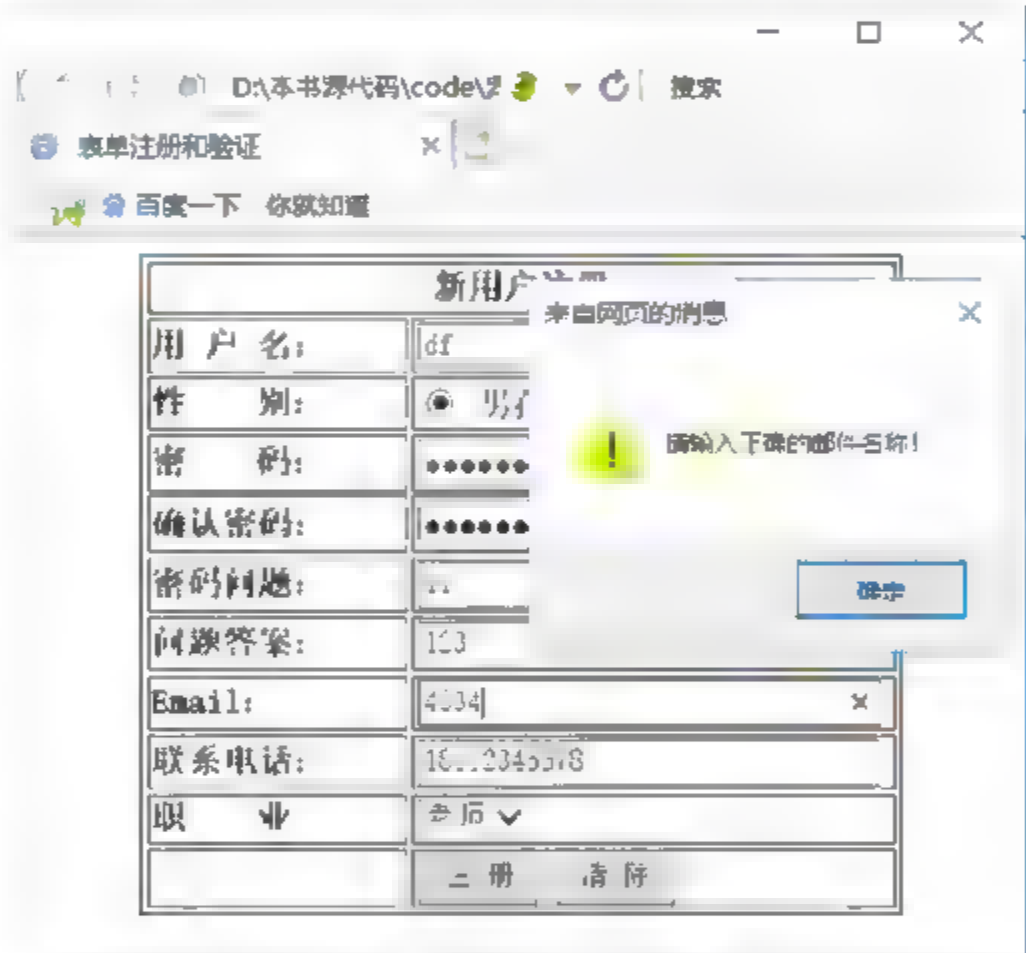 D:\本书源代码\code\ 搜索
表单注册和验证
百度一下 你就知道
新用户注册
来自网页的消息
用 户 名: df
性 别: 男
请输入正确的邮件名称!
密 码: ●●●●●●●
确认密码: ●●●●●●●
确定
密码问题:
问题答案: 123
Email:
联系电话:
职 业
注 册 清 除